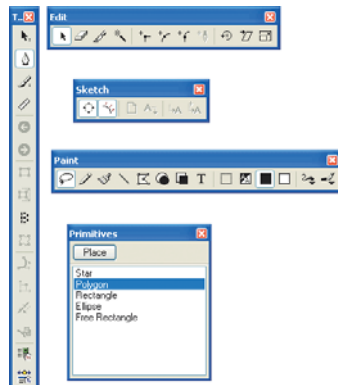 T...
Edit
Sketch
Paint
T
Primitives
Place
Star
Polygon
Rectangle
Ellipse
Free Rectangle